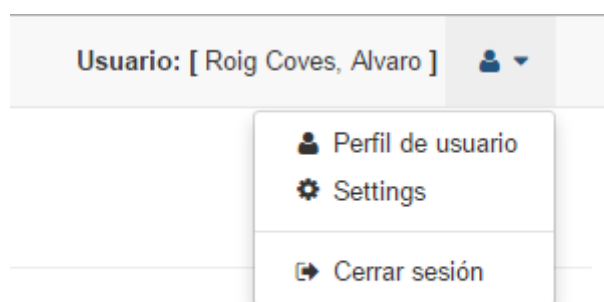 Usuario: [ Roig Coves, Alvaro ]
Perfil de usuario
Settings
Cerrar sesión